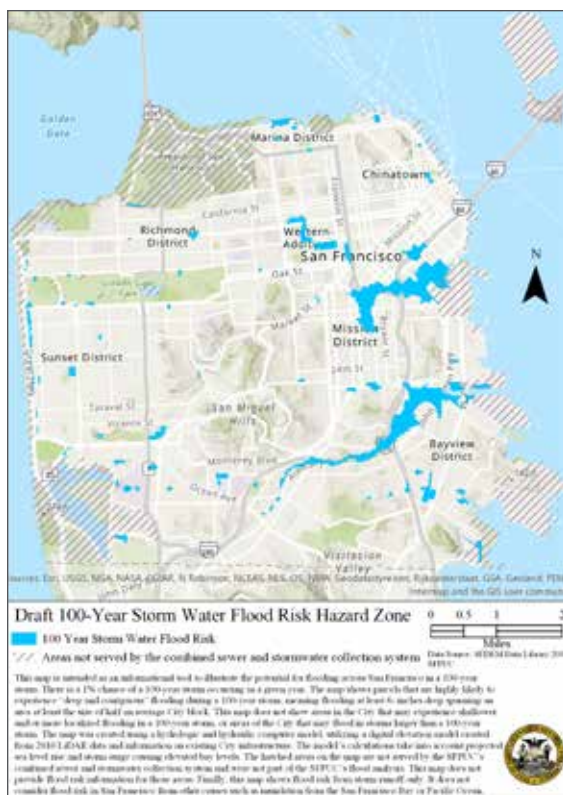 Golden
Gate
Marina District
Chinatown
California St
Richmond
District
Western
Mission St
San Francisco
Oak St
Market St
Mission
District
Sunset District
Bryant St
Taraval St
San Miguel
Hills
Bayview
District
Monterey Blvd
Ocean Ave
Visitacion
Valley
N
Draft 100-Year Storm Water Flood Risk Hazard Zone
0 0.5 1 2
Miles
100 Year Storm Water Flood Risk
Areas not served by the combined sewer and stormwater collection system
This map is intended as an informational tool to illustrate the potential for flooding across San Francisco in a 100-year
storm. There is a 1% chance of a 100-year storm occurring in a given year. The map shows parcels that are highly likely to
experience "deep and contiguous" flooding during a 100-year storm, meaning flooding at least 6-inches deep spanning an
area at least the size of half an average City block. This map does not show areas in the City that may experience shallower
and/or more localized flooding in a 100-year storm, or areas of the City that may flood in storms larger than a 100-year
storm. The map was created using a hydrologic and hydraulic computer model, utilizing a digital elevation model created
from 2010 LiDAR data and information on existing City infrastructure. The model's calculations take into account projected
sea level rise and storm surge causing elevated bay levels. The hatched areas on the map are not served by the SFPUC's
combined sewer and stormwater collection system and were not part of the SFPUC's flood analysis. This map does not
provide flood risk information for those areas. Finally, this map shows flood risk from storm runoff only. It does not
consider flood risk in San Francisco from other causes such as inundation from the San Francisco Bay or Pacific Ocean,